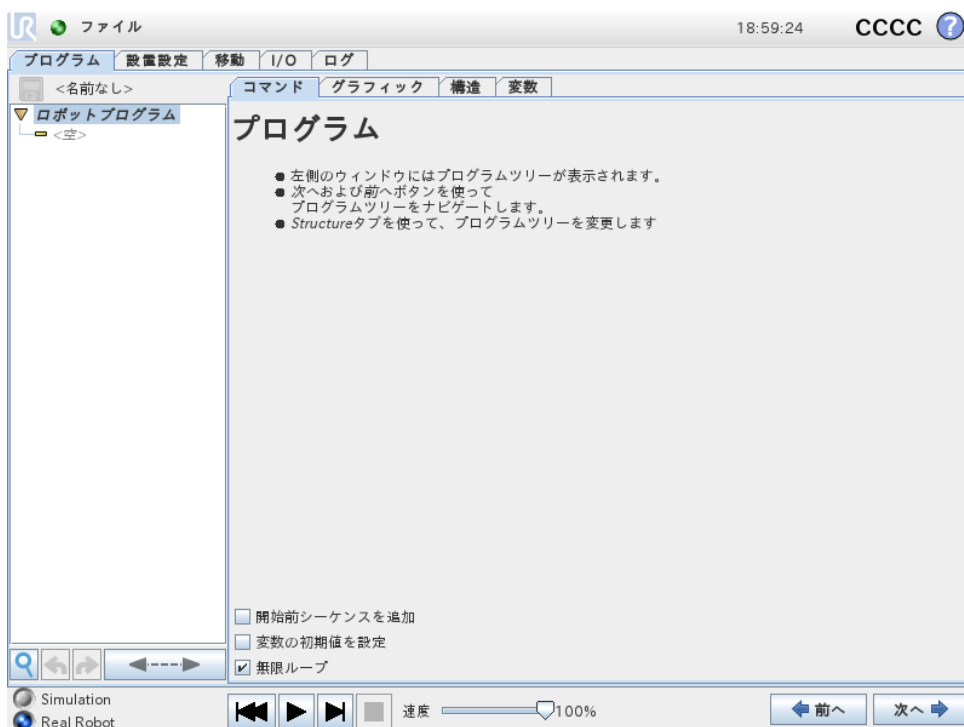 UR ファイル 18:59:24 CCCC ?
プログラム 設置設定 移動 I/O ログ
<名前なし>
コマンド グラフィック 構造 変数
ロボットプログラム
<空>
プログラム
左側のウィンドウにはプログラムツリーが表示されます。
次へおよび前へボタンを使って
プログラムツリーをナビゲートします。
Structureタブを使って、プログラムツリーを変更します
開始前シーケンスを追加
変数の初期値を設定
無限ループ
Simulation
Real Robot
速度 100%
前へ 次へ